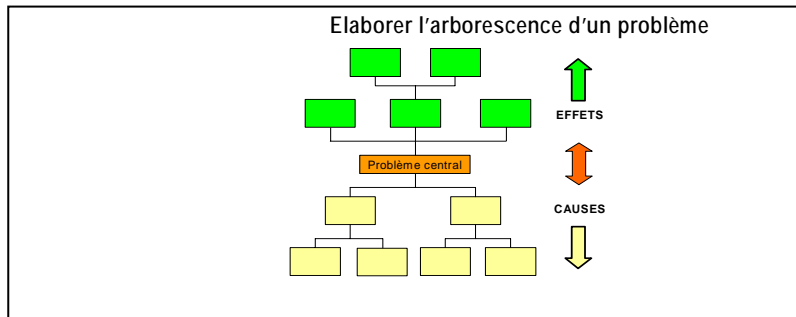 Elaborer l'arborescence d'un problème
EFFETS
Problème central
CAUSES